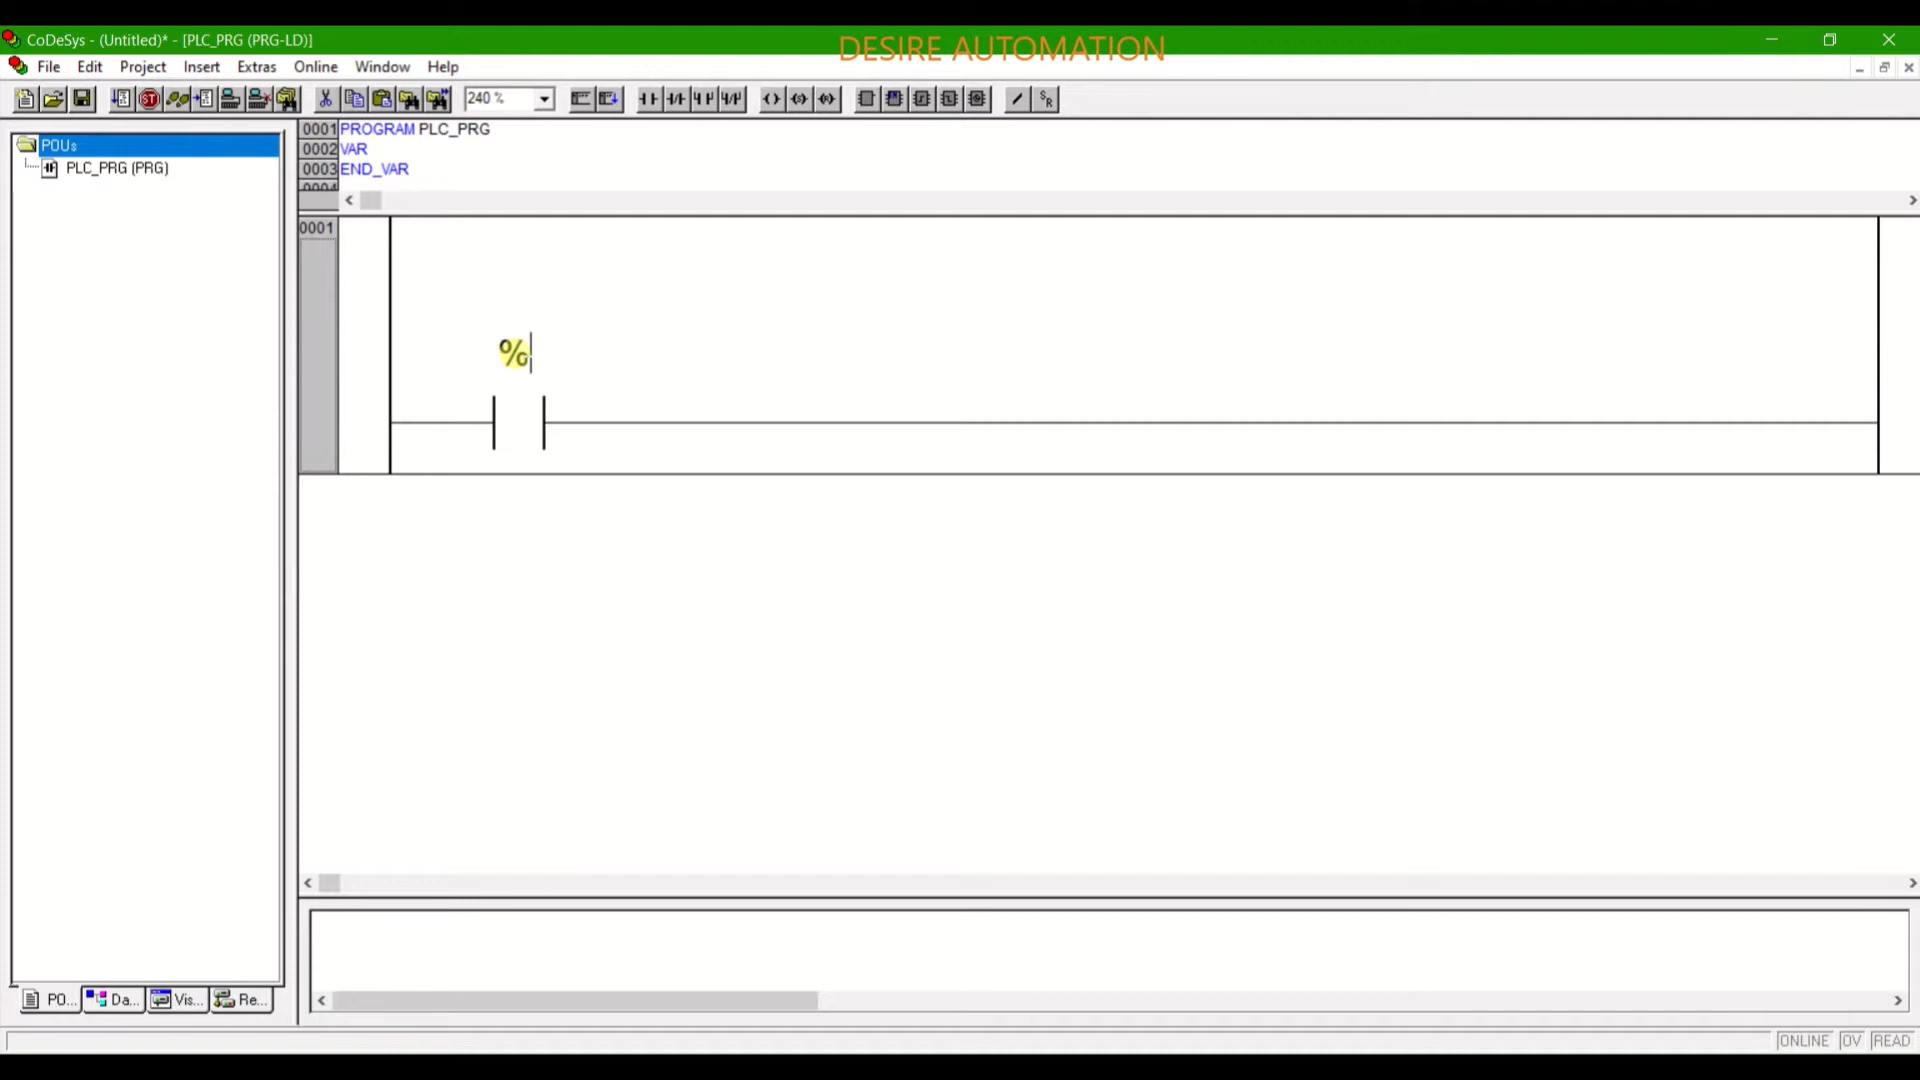 CoDeSys - (Untitled)* - [PLC_PRG (PRG-LD)]
DESIRE AUTOMATION
File Edit Project Insert Extras Online Window Help
240 %
POUs
PLC_PRG (PRG)
0001 PROGRAM PLC_PRG
0002 VAR
0003 END_VAR
0004
0001
%
PO... Da... Vis... Re...
ONLINE OV READ